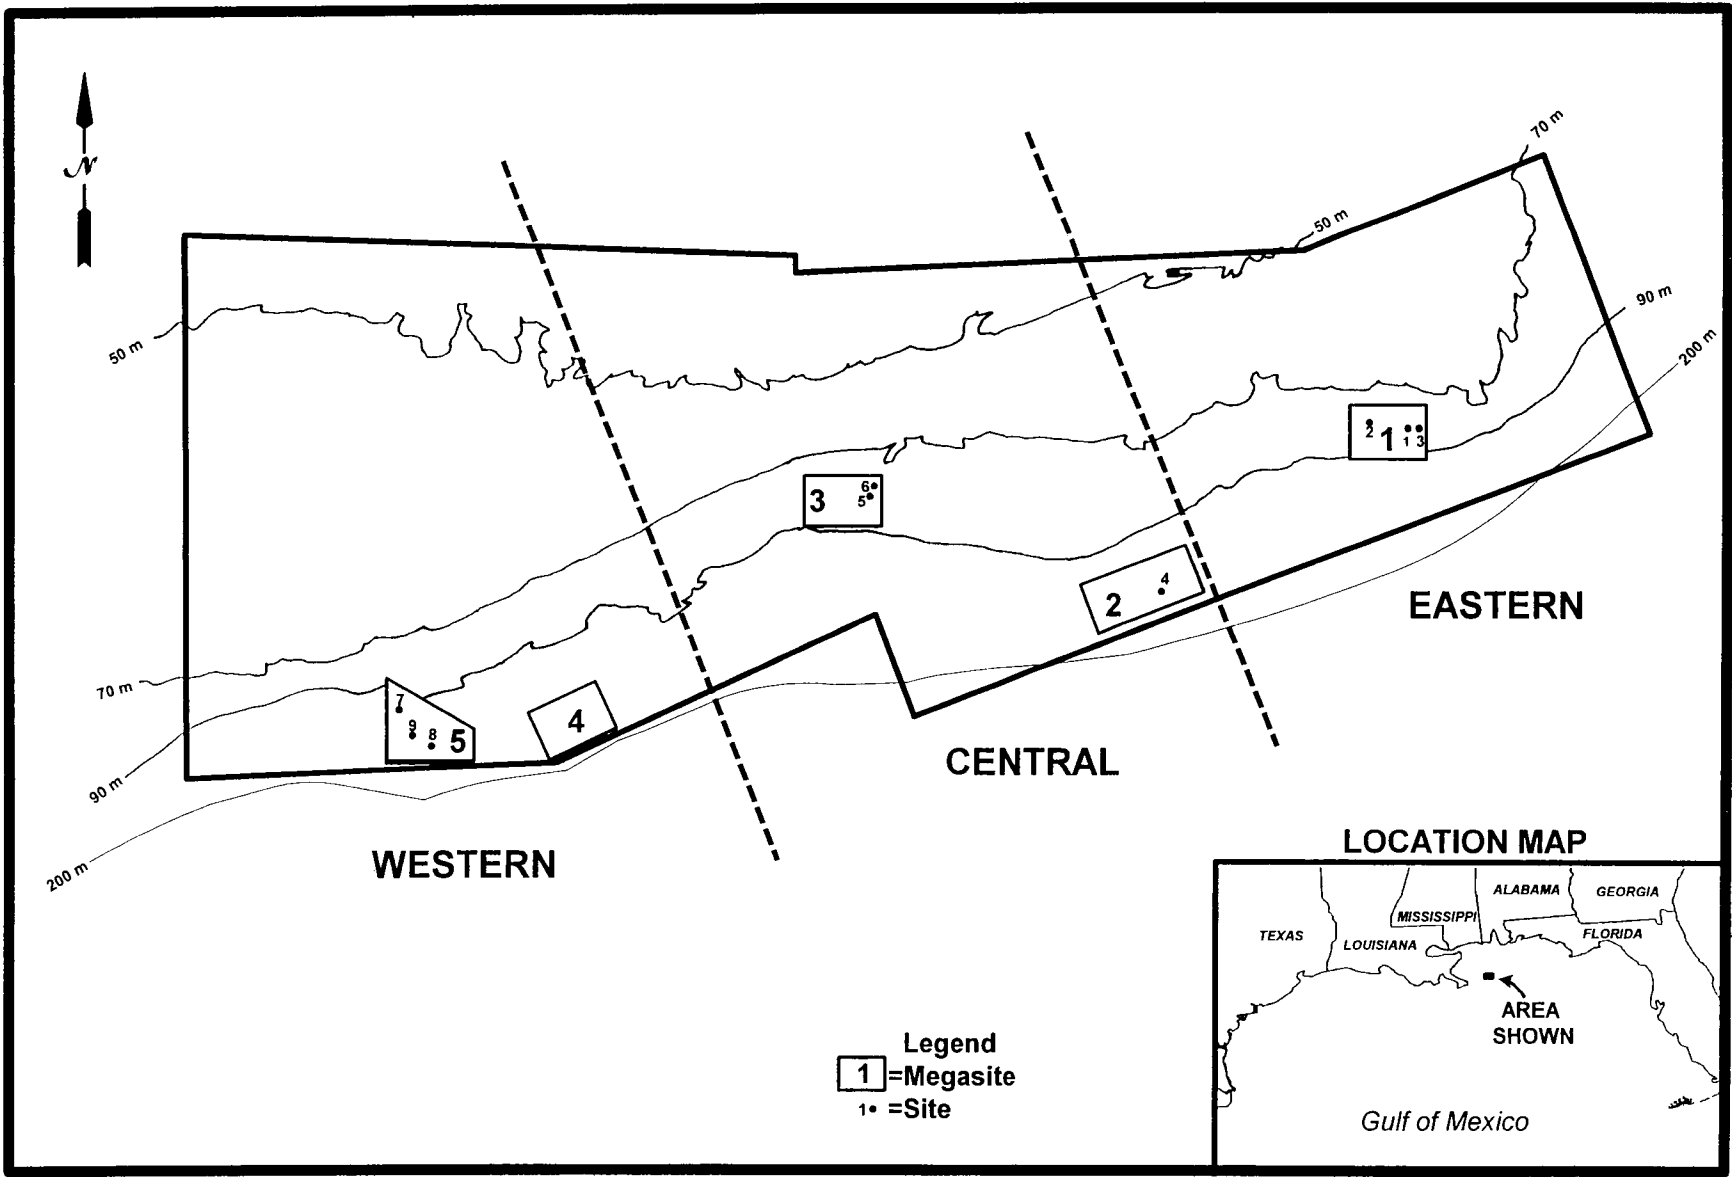 N
70 m
50 m
90 m
50 m
200 m
2
1
1
3
3
6
5
4
2
EASTERN
70 m
7
9
8
5
4
90 m
CENTRAL
200 m
WESTERN
LOCATION MAP
ALABAMA
GEORGIA
MISSISSIPPI
TEXAS
LOUISIANA
FLORIDA
AREA
SHOWN
Gulf of Mexico
Legend
1 =Megasite
1• =Site